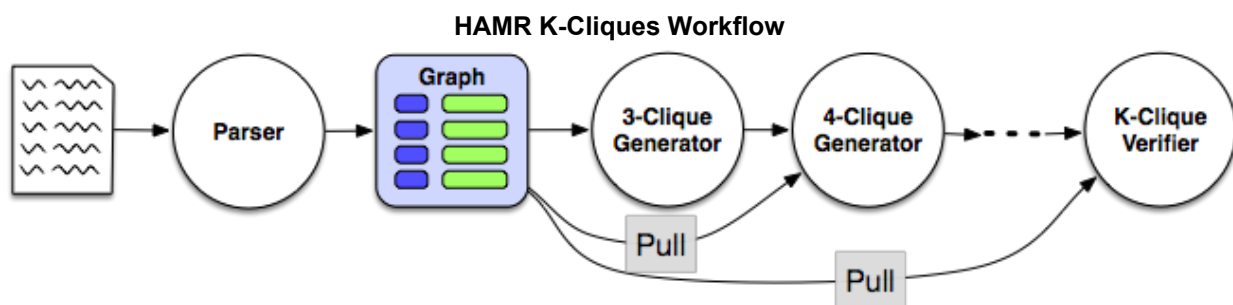 HAMR K-Cliques Workflow
Parser
Graph
3-Clique
Generator
4-Clique
Generator
K-Clique
Verifier
Pull
Pull